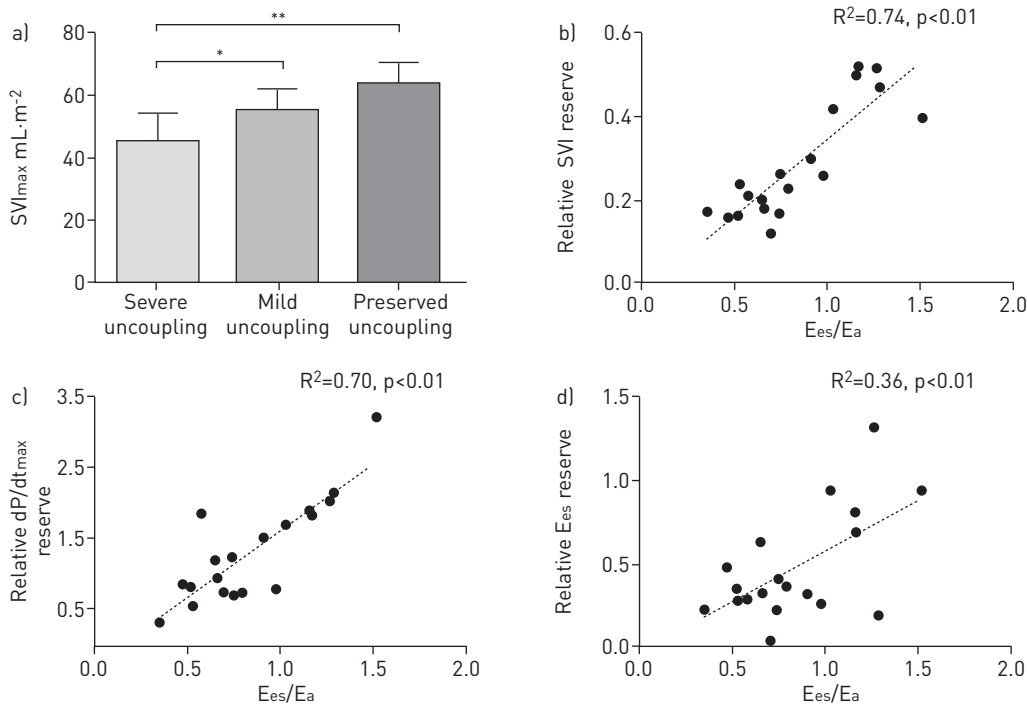 a)
**
*
80
60
40
20
0
SVImax mL·m-2
Severe uncoupling
Mild uncoupling
Preserved uncoupling
b)
R2=0.74, p<0.01
0.6
0.4
0.2
0.0
Relative SVI reserve
0.0 0.5 1.0 1.5 2.0
Ees/Ea
c)
R2=0.70, p<0.01
3.5
2.5
1.5
0.5
Relative dP/dtmax
reserve
0.0 0.5 1.0 1.5 2.0
Ees/Ea
d)
R2=0.36, p<0.01
1.5
1.0
0.5
0.0
Relative Ees reserve
0.0 0.5 1.0 1.5 2.0
Ees/Ea